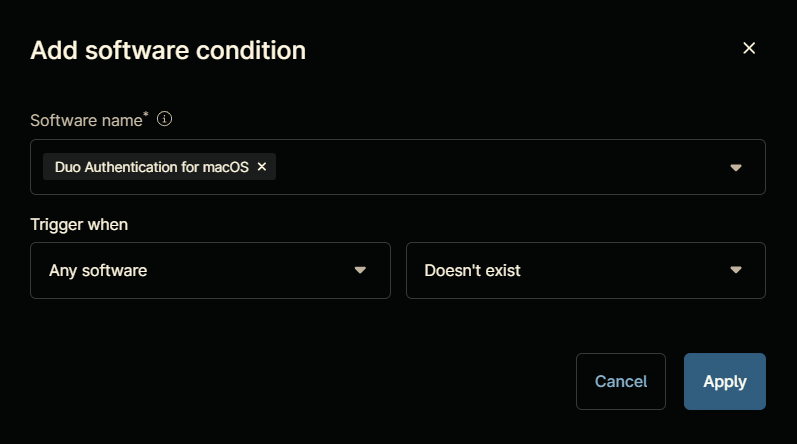 Add software condition
Software name*
Duo Authentication for macOS
Trigger when
Any software
Doesn't exist
Cancel
Apply